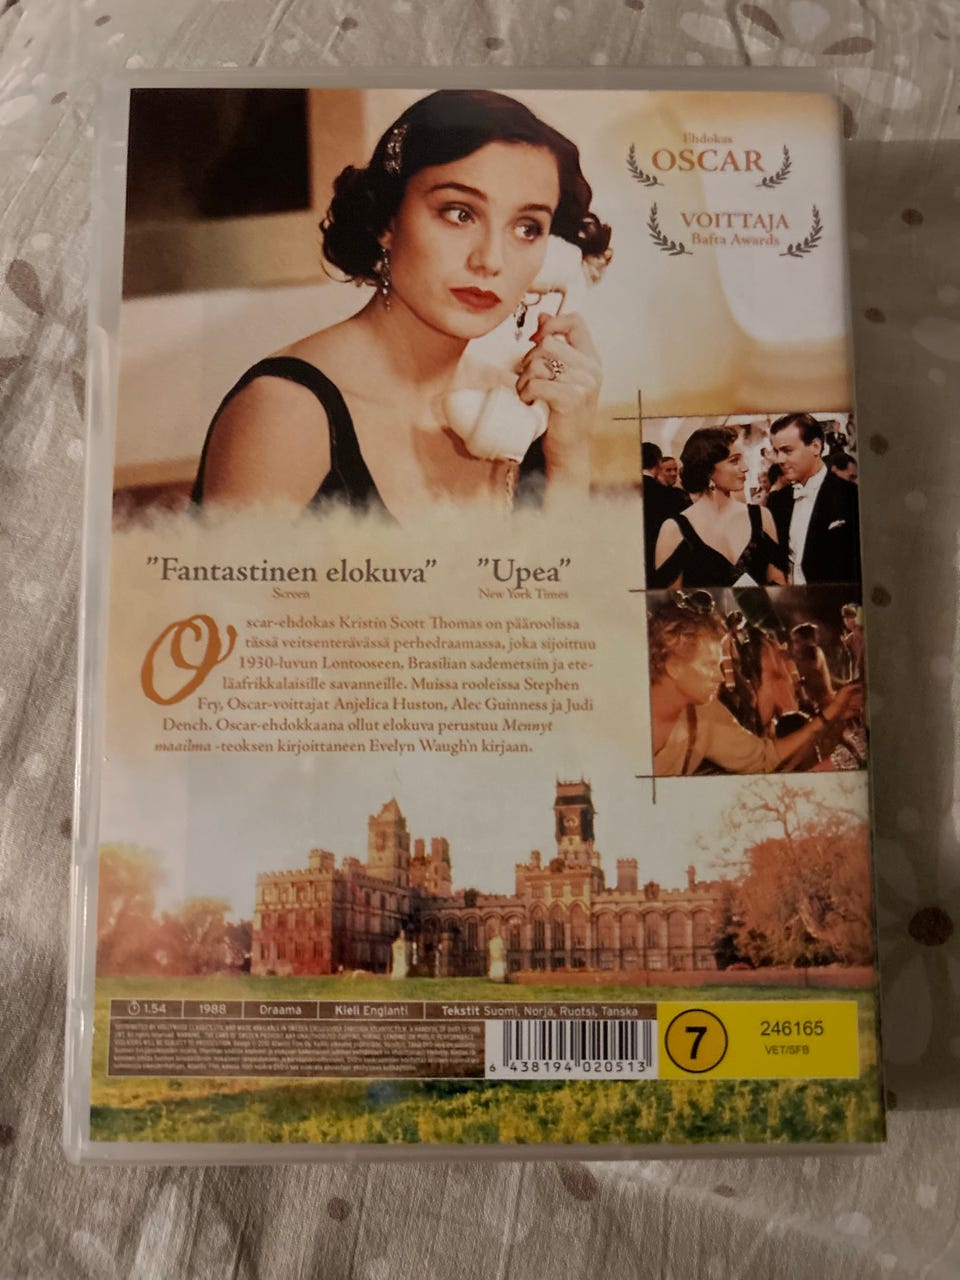 Ehdokas
OSCAR
VOITTAJA
Bafta Awards
”Fantastinen elokuva”
Screen
”Upea”
New York Times
Oscar-ehdokas Kristin Scott Thomas on pääroolissa
tässä veitsenterävässä perhedraamassa, joka sijoittuu
1930-luvun Lontooseen, Brasilian sademetsiin ja ete-
läafrikkalaisille savanneille. Muissa rooleissa Stephen
Fry, Oscar-voittajat Anjelica Huston, Alec Guinness ja Judi
Dench. Oscar-ehdokkaana ollut elokuva perustuu Mennyt
maailma -teoksen kirjoittaneen Evelyn Waugh'n kirjaan.
1.54 1988 Draama Kieli Englanti Tekstit Suomi, Norja, Ruotsi, Tanska
6 438194 020513
7
246165
VET/SFB